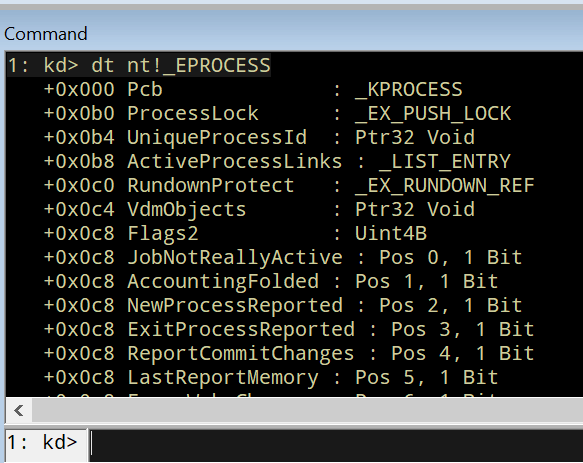 Command
1: kd> dt nt!_EPROCESS
+0x000 Pcb : _KPROCESS
+0x0b0 ProcessLock : _EX_PUSH_LOCK
+0x0b4 UniqueProcessId : Ptr32 Void
+0x0b8 ActiveProcessLinks : _LIST_ENTRY
+0x0c0 RundownProtect : _EX_RUNDOWN_REF
+0x0c4 VdmObjects : Ptr32 Void
+0x0c8 Flags2 : Uint4B
+0x0c8 JobNotReallyActive : Pos 0, 1 Bit
+0x0c8 AccountingFolded : Pos 1, 1 Bit
+0x0c8 NewProcessReported : Pos 2, 1 Bit
+0x0c8 ExitProcessReported : Pos 3, 1 Bit
+0x0c8 ReportCommitChanges : Pos 4, 1 Bit
+0x0c8 LastReportMemory : Pos 5, 1 Bit
1: kd>